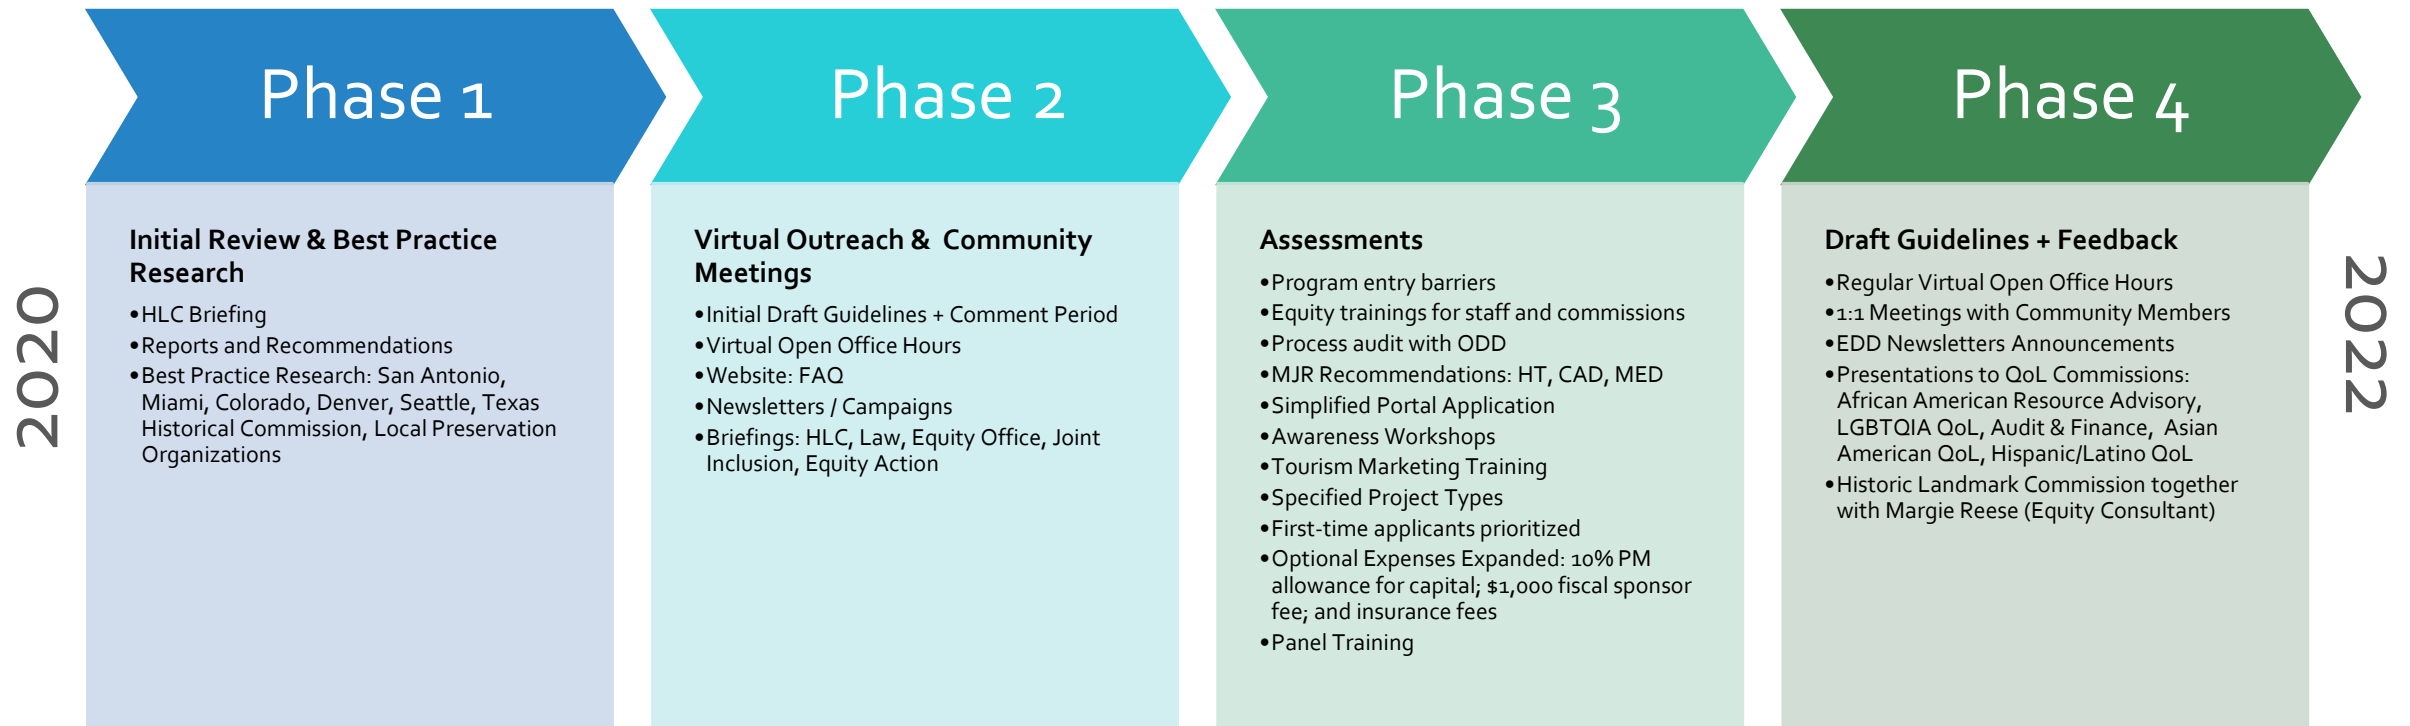 2020
Phase 1
Initial Review & Best Practice
Research
•HLC Briefing
•Reports and Recommendations
•Best Practice Research: San Antonio,
Miami, Colorado, Denver, Seattle, Texas
Historical Commission, Local Preservation
Organizations
Phase 2
Virtual Outreach & Community
Meetings
•Initial Draft Guidelines + Comment Period
•Virtual Open Office Hours
•Website: FAQ
•Newsletters / Campaigns
•Briefings: HLC, Law, Equity Office, Joint
Inclusion, Equity Action
Phase 3
Assessments
•Program entry barriers
•Equity trainings for staff and commissions
•Process audit with ODD
•MJR Recommendations: HT, CAD, MED
•Simplified Portal Application
•Awareness Workshops
•Tourism Marketing Training
•Specified Project Types
•First-time applicants prioritized
•Optional Expenses Expanded: 10% PM
allowance for capital; $1,000 fiscal sponsor
fee; and insurance fees
•Panel Training
Phase 4
Draft Guidelines + Feedback
•Regular Virtual Open Office Hours
•1:1 Meetings with Community Members
•EDD Newsletters Announcements
•Presentations to QoL Commissions:
African American Resource Advisory,
LGBTQIA QoL, Audit & Finance, Asian
American QoL, Hispanic/Latino QoL
•Historic Landmark Commission together
with Margie Reese (Equity Consultant)
2022